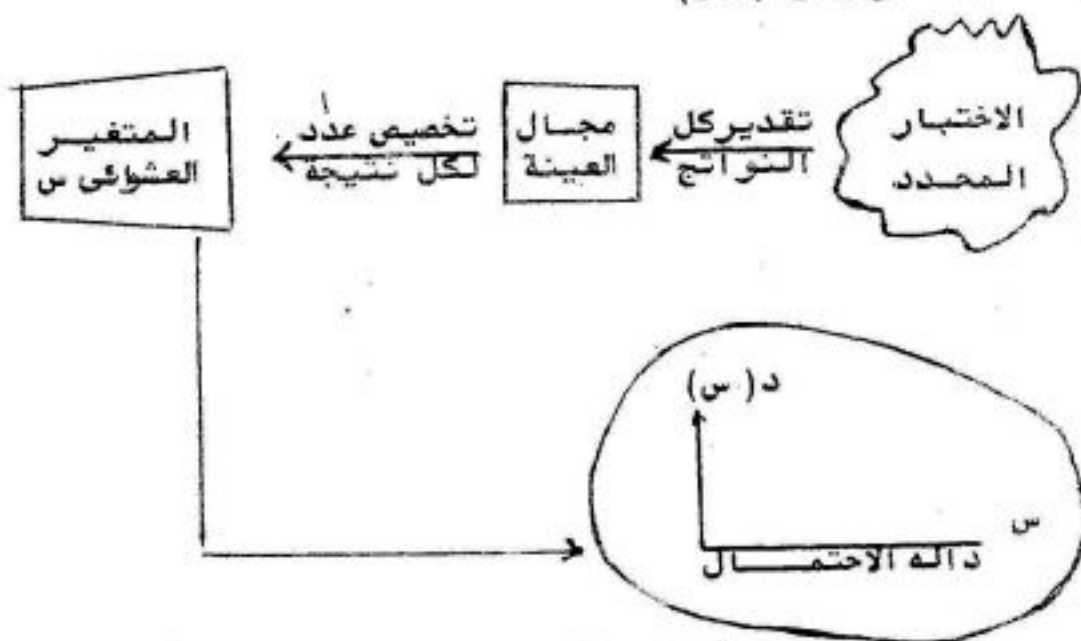 الاختبار
المحدد
تقدير كل
النواتج
مجال
العينة
تخصيص عدد
لكل نتيجة
المتغير
العشوائى س
د( س)
س
داله الاحتمال